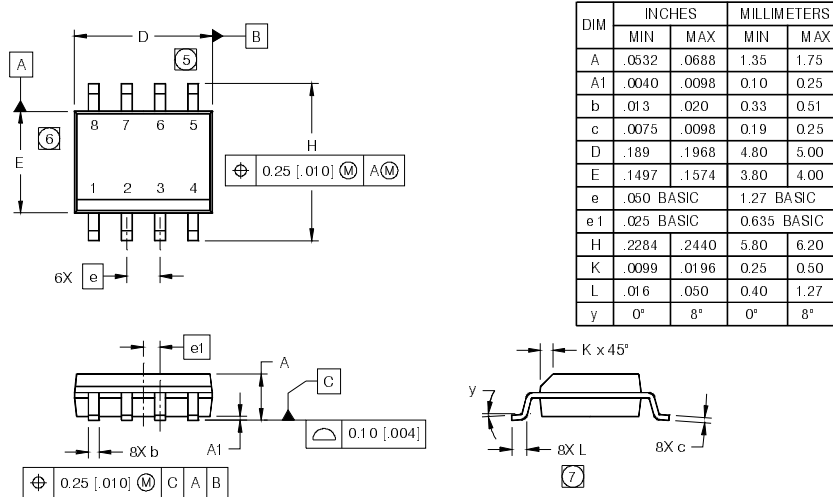 D
B
5
A
8 7 6 5
6
E
H
0.25 [.010] Ⓜ A Ⓜ
1 2 3 4
6X e
DIM INCHES MILLIMETERS
MIN MAX MIN MAX
A .0532 .0688 1.35 1.75
A1 .0040 .0098 0.10 0.25
b .013 .020 0.33 0.51
c .0075 .0098 0.19 0.25
D .189 .1968 4.80 5.00
E .1497 .1574 3.80 4.00
e .050 BASIC 1.27 BASIC
e1 .025 BASIC 0.635 BASIC
H .2284 .2440 5.80 6.20
K .0099 .0196 0.25 0.50
L .016 .050 0.40 1.27
y 0° 8° 0° 8°
e1
A
C
0.10 [.004]
A1
8X b
0.25 [.010] Ⓜ C A B
K x 45°
y
8X L
8X c
7